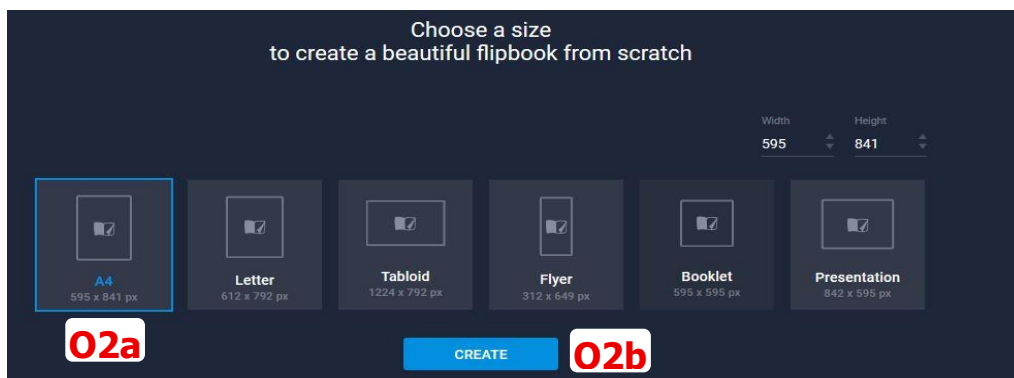 Choose a size
to create a beautiful flipbook from scratch
Width Height
595 841
A4 Letter Tabloid Flyer Booklet Presentation
595 x 841 px 612 x 792 px 1224 x 792 px 312 x 649 px 595 x 595 px 842 x 595 px
O2a
CREATE O2b